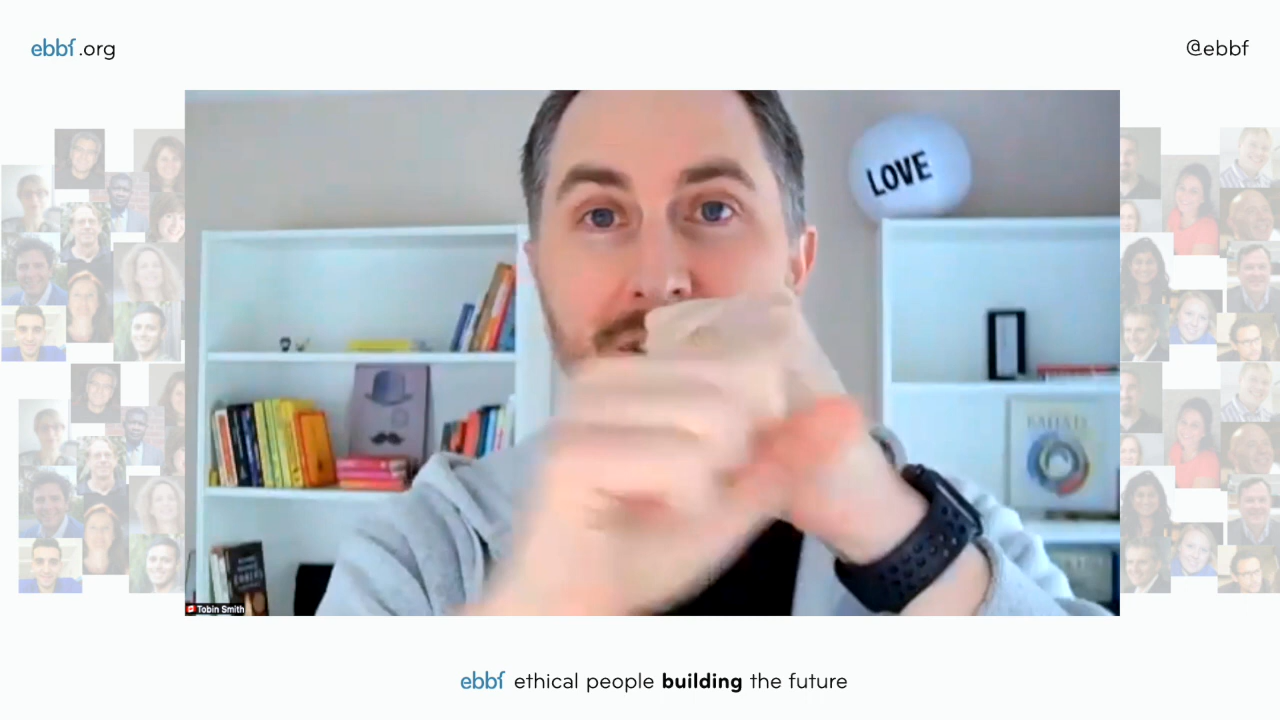 ebbf.org
@ebbf
LOVE
Tobin Smith
ebbf ethical people building the future